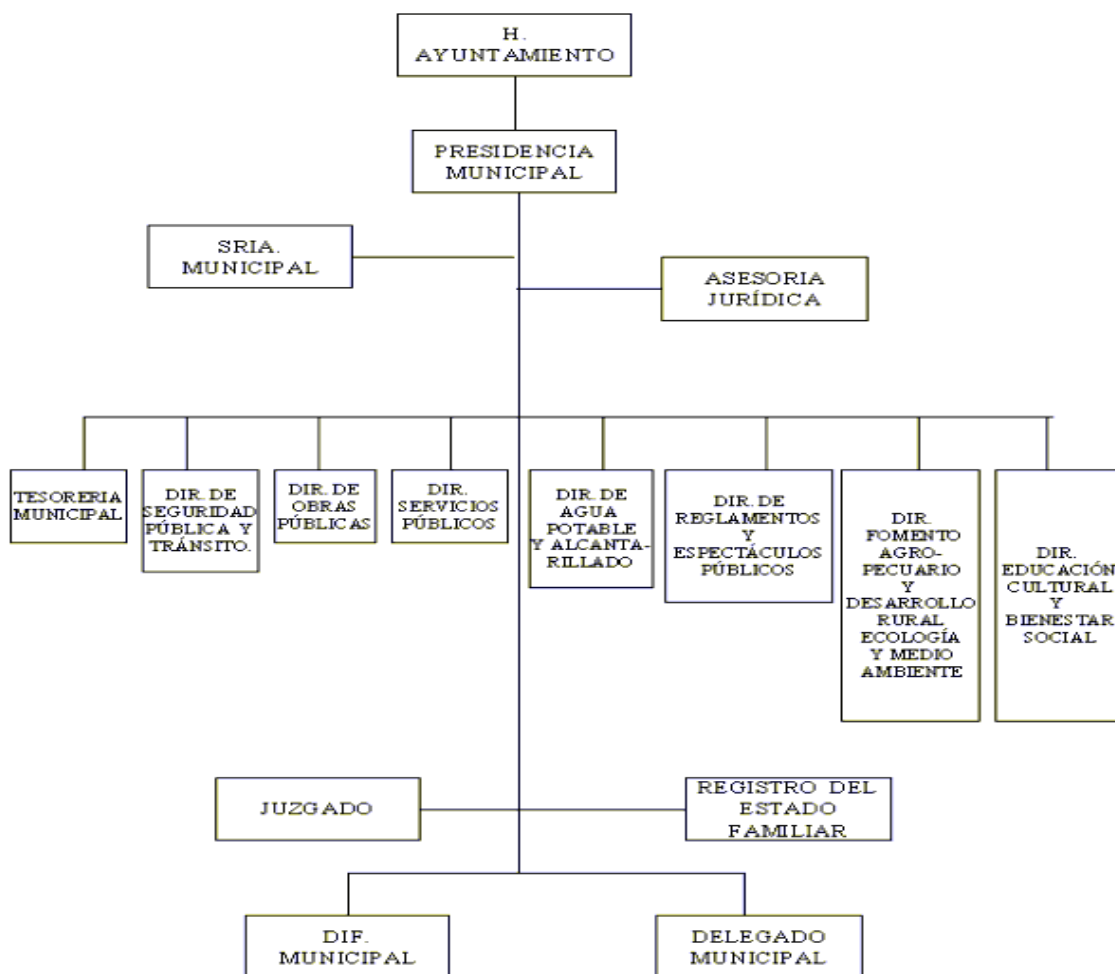 H.
AYUNTAMIENTO
PRESIDENCIA
MUNICIPAL
SRIA.
MUNICIPAL
ASESORIA
JURÍDICA
TESORERIA
MUNICIPAL
DIR. DE
SEGURIDAD
PÚBLICA Y
TRÁNSITO.
DIR. DE
OBRAS
PÚBLICAS
DIR.
SERVICIOS
PÚBLICOS
DIR. DE
AGUA
POTABLE
Y ALCANTA-
RILLADO
DIR. DE
REGLAMENTOS
Y
ESPECTÁCULOS
PÚBLICOS
DIR.
FOMENTO
AGRO-
PECUARIO
Y
DESARROLLO
RURAL
ECOLOGÍA
Y MEDIO
AMBIENTE
DIR.
EDUCACIÓN
CULTURAL
Y
BIENESTAR
SOCIAL
JUZGADO
REGISTRO DEL
ESTADO
FAMILIAR
DIF.
MUNICIPAL
DELEGADO
MUNICIPAL